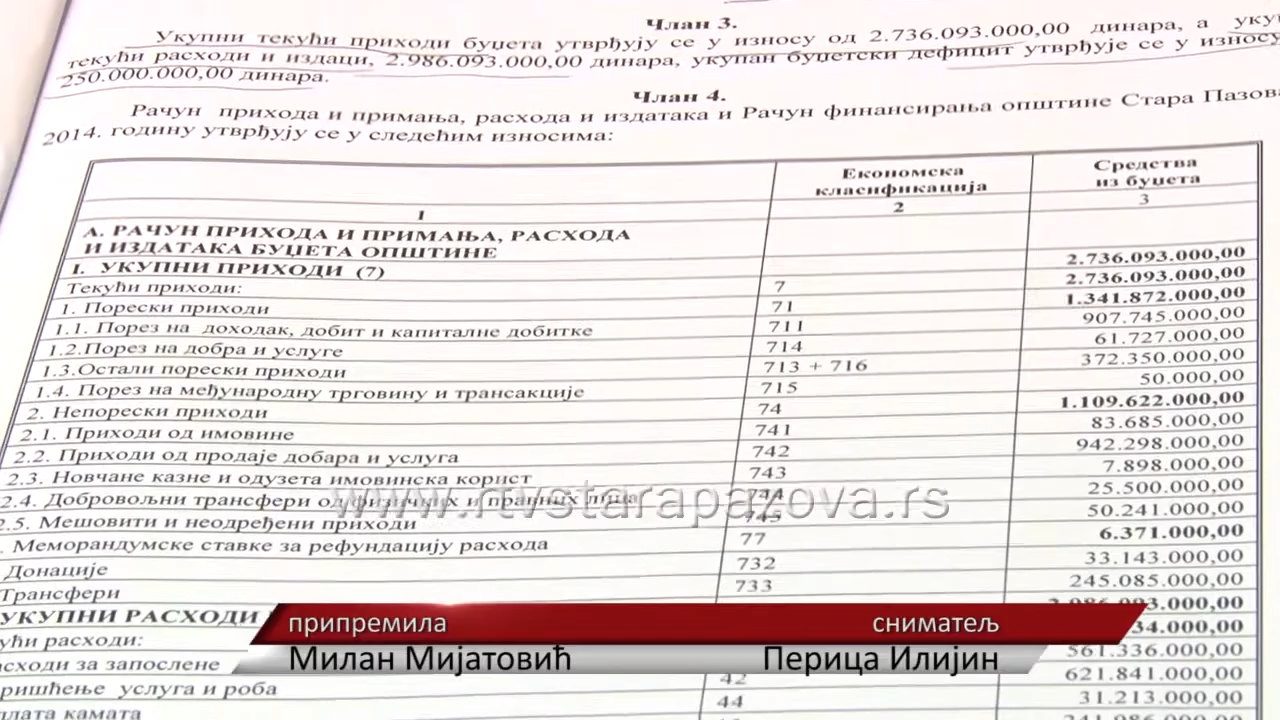 Члан 3.
Укупни текући приходи буџета утврђују се у износу од 2.736.093.000,00 динара, а
текући расходи и издаци, 2.986.093.000,00 динара, укупан буџетски дефицит утврђује се у износу
250.000.000,00 динара.
Члан 4.
Рачун прихода и примања, расхода и издатака и Рачун финансирања општине Стара Пазова
2014. годину утврђују се у следећим износима:
Економска класификација
Средства из буџета
1 2 3
А. РАЧУН ПРИХОДА И ПРИМАЊА, РАСХОДА
И ИЗДАТАКА БУЏЕТА ОПШТИНЕ
I. УКУПНИ ПРИХОДИ (7) 2.736.093.000,00
Текући приходи: 7 2.736.093.000,00
1. Порески приходи 71 1.341.872.000,00
1.1. Порез на доходак, добит и капиталне добитке 711 907.745.000,00
1.2.Порез на добра и услуге 714 61.727.000,00
1.3.Остали порески приходи 713 + 716 372.350.000,00
1.4. Порез на међународну трговину и трансакције 715 50.000,00
2. Непорески приходи 74 1.109.622.000,00
2.1. Приходи од имовине 741 83.685.000,00
2.2. Приходи од продаје добара и услуга 742 942.298.000,00
2.3. Новчане казне и одузета имовинска корист 743 7.898.000,00
2.4. Добровољни трансфери од физичких и правних лица 744 25.500.000,00
2.5. Мешовити и неодређени приходи 745 50.241.000,00
Меморандумске ставке за рефундацију расхода 77 6.371.000,00
Донације 732 33.143.000,00
Трансфери 733 245.085.000,00
УКУПНИ РАСХОДИ
561.336.000,00
за запослене
услуга и роба 42 621.841.000,00
камата 44 31.213.000,00
www.rtvstarapazova.rs
припремила сниматељ
Милан Мијатовић Перица Илијин